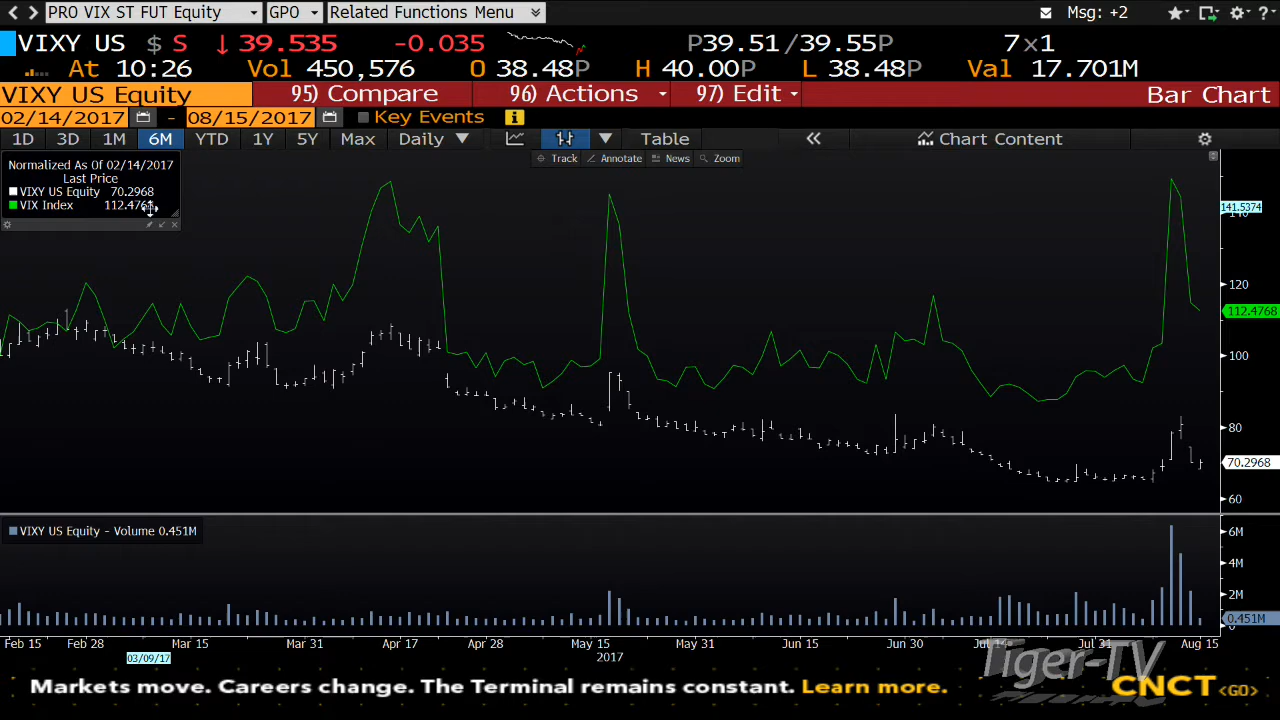 PRO VIX ST FUT Equity GPO Related Functions Menu Msg: +2
VIXY US $ S ↓ 39.535 -0.035 P39.51/39.55P 7×1
At 10:26 Vol 450,576 O 38.48P H 40.00P L 38.48P Val 17.701M
VIXY US Equity 95) Compare 96) Actions 97) Edit Bar Chart
02/14/2017 - 08/15/2017 Key Events
1D 3D 1M 6M YTD 1Y 5Y Max Daily ▼ Table « Chart Content
Track Annotate News Zoom
Normalized As Of 02/14/2017
Last Price
VIXY US Equity 70.2968
VIX Index 112.4768
141.5374
140
120
112.4768
100
80
70.2968
60
VIXY US Equity - Volume 0.451M
6M
4M
2M
0.451M
0
Feb 15 Feb 28 Mar 15 Mar 31 Apr 17 Apr 28 May 15 May 31 Jun 15 Jun 30 Jul 14 Jul 31 Aug 15
03/09/17 2017
Tiger-TV
Markets move. Careers change. The Terminal remains constant. Learn more. CNCT <GO>